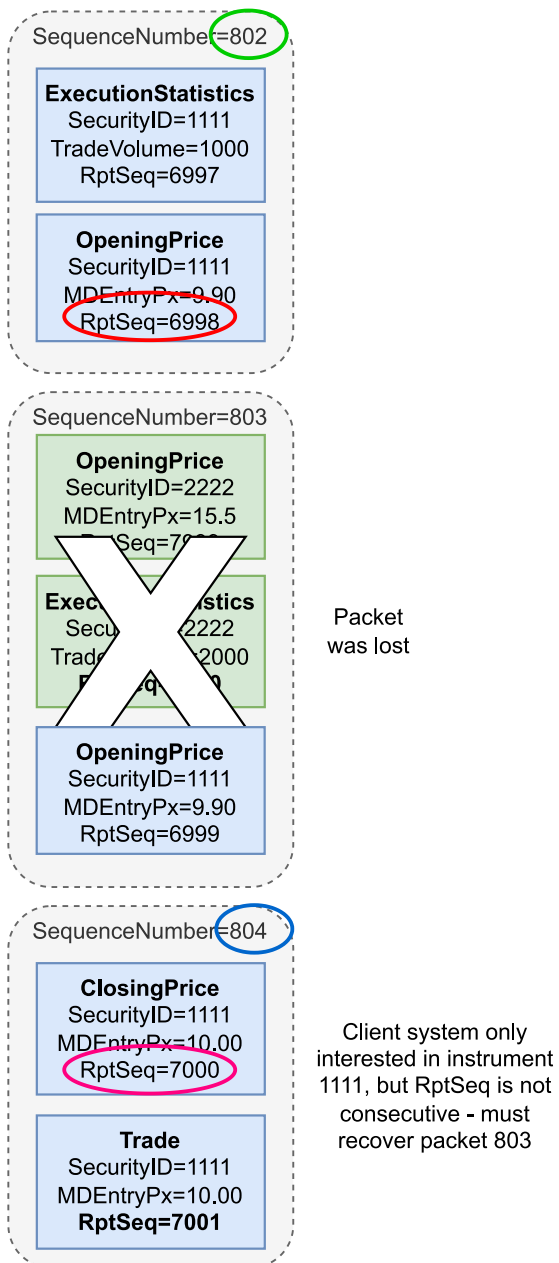 SequenceNumber=802
ExecutionStatistics
SecurityID=1111
TradeVolume=1000
RptSeq=6997
OpeningPrice
SecurityID=1111
MDEntryPx=9.90
RptSeq=6998
SequenceNumber=803
OpeningPrice
SecurityID=2222
MDEntryPx=15.5
SequenceNumber=804
OpeningPrice
SecurityID=1111
MDEntryPx=9.90
RptSeq=6999
Packet
was lost
ClosingPrice
SecurityID=1111
MDEntryPx=10.00
RptSeq=7000
Trade
SecurityID=1111
MDEntryPx=10.00
RptSeq=7001
Client system only
interested in instrument
1111, but RptSeq is not
consecutive - must
recover packet 803